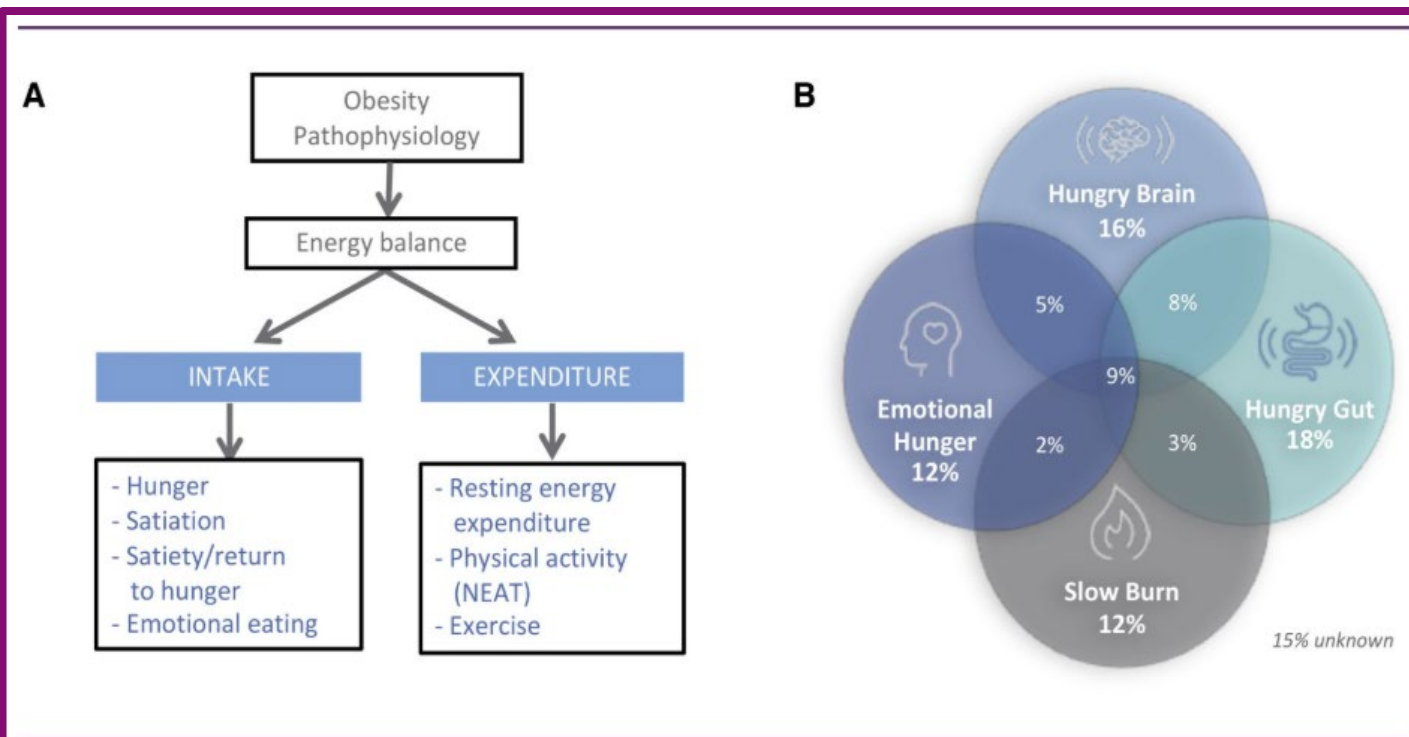 A
Obesity
Pathophysiology
Energy balance
INTAKE
EXPENDITURE
- Hunger
- Satiation
- Satiety/return
to hunger
- Emotional eating
- Resting energy
expenditure
- Physical activity
(NEAT)
- Exercise
B
Hungry Brain
16%
5%
8%
9%
Emotional
Hunger
12%
Hungry Gut
18%
2%
3%
Slow Burn
12%
15% unknown